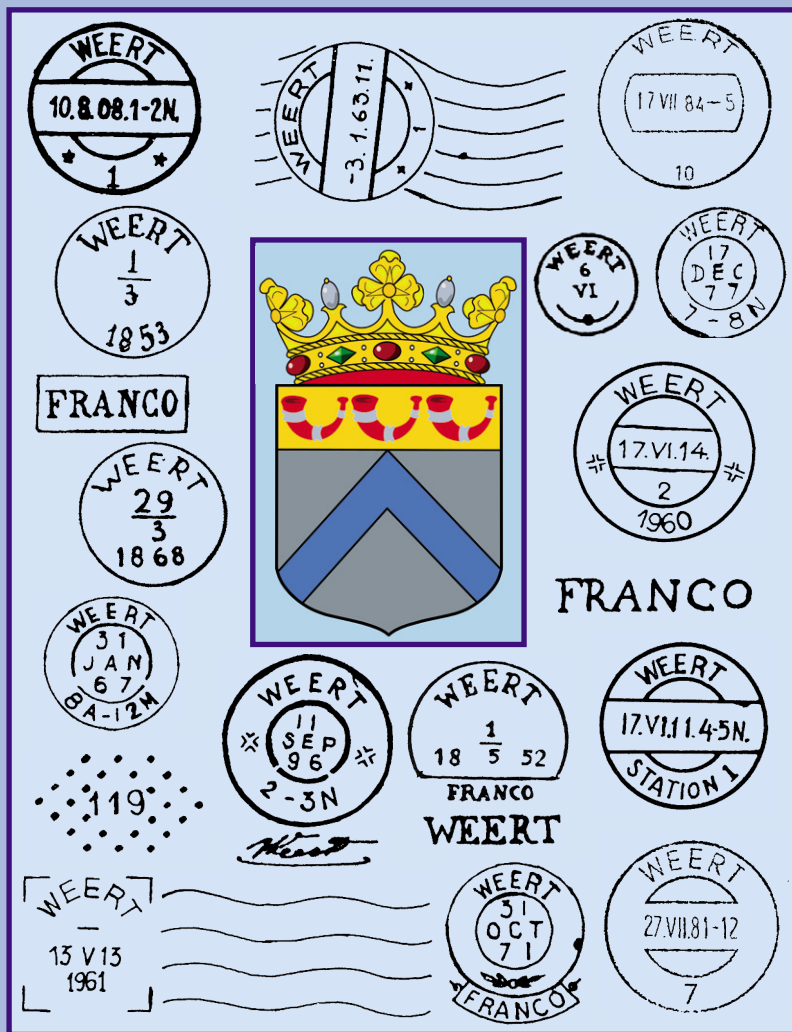 WEERT
10.8.08.1-2N.
1
WEERT
-3.1.63.11.
1
WEERT
17 VII 84-5
10
WEERT
1
3
1853
WEERT
6
VI
WEERT
17
DEC
77
7-8N
FRANCO
WEERT
17.VI.14.
2
1960
WEERT
29
3
1868
FRANCO
WEERT
31
JAN
67
8A-12M
WEERT
11
SEP
96
2-3N
WEERT
18 1 52
5
FRANCO
WEERT
WEERT
17.VI.11.4-5N.
STATION 1
119
Weert
WEERT
13 V 13
1961
WEERT
31
OCT
71
FRANCO
WEERT
27.VII.81-12
7